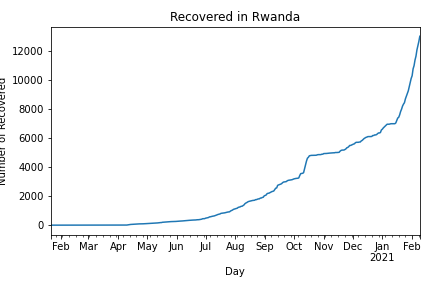 Recovered in Rwanda
Number of Recovered
12000
10000
8000
6000
4000
2000
0
Feb Mar Apr May Jun Jul Aug Sep Oct Nov Dec Jan Feb
2021
Day